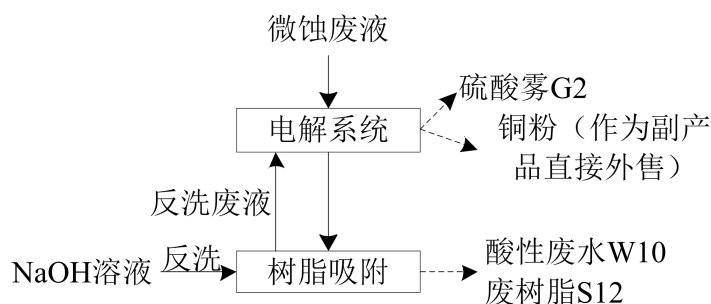 微蚀废液
硫酸雾G2
电解系统
铜粉（作为副产
品直接外售）
反洗废液
NaOH溶液
反洗
树脂吸附
酸性废水W10
废树脂S12